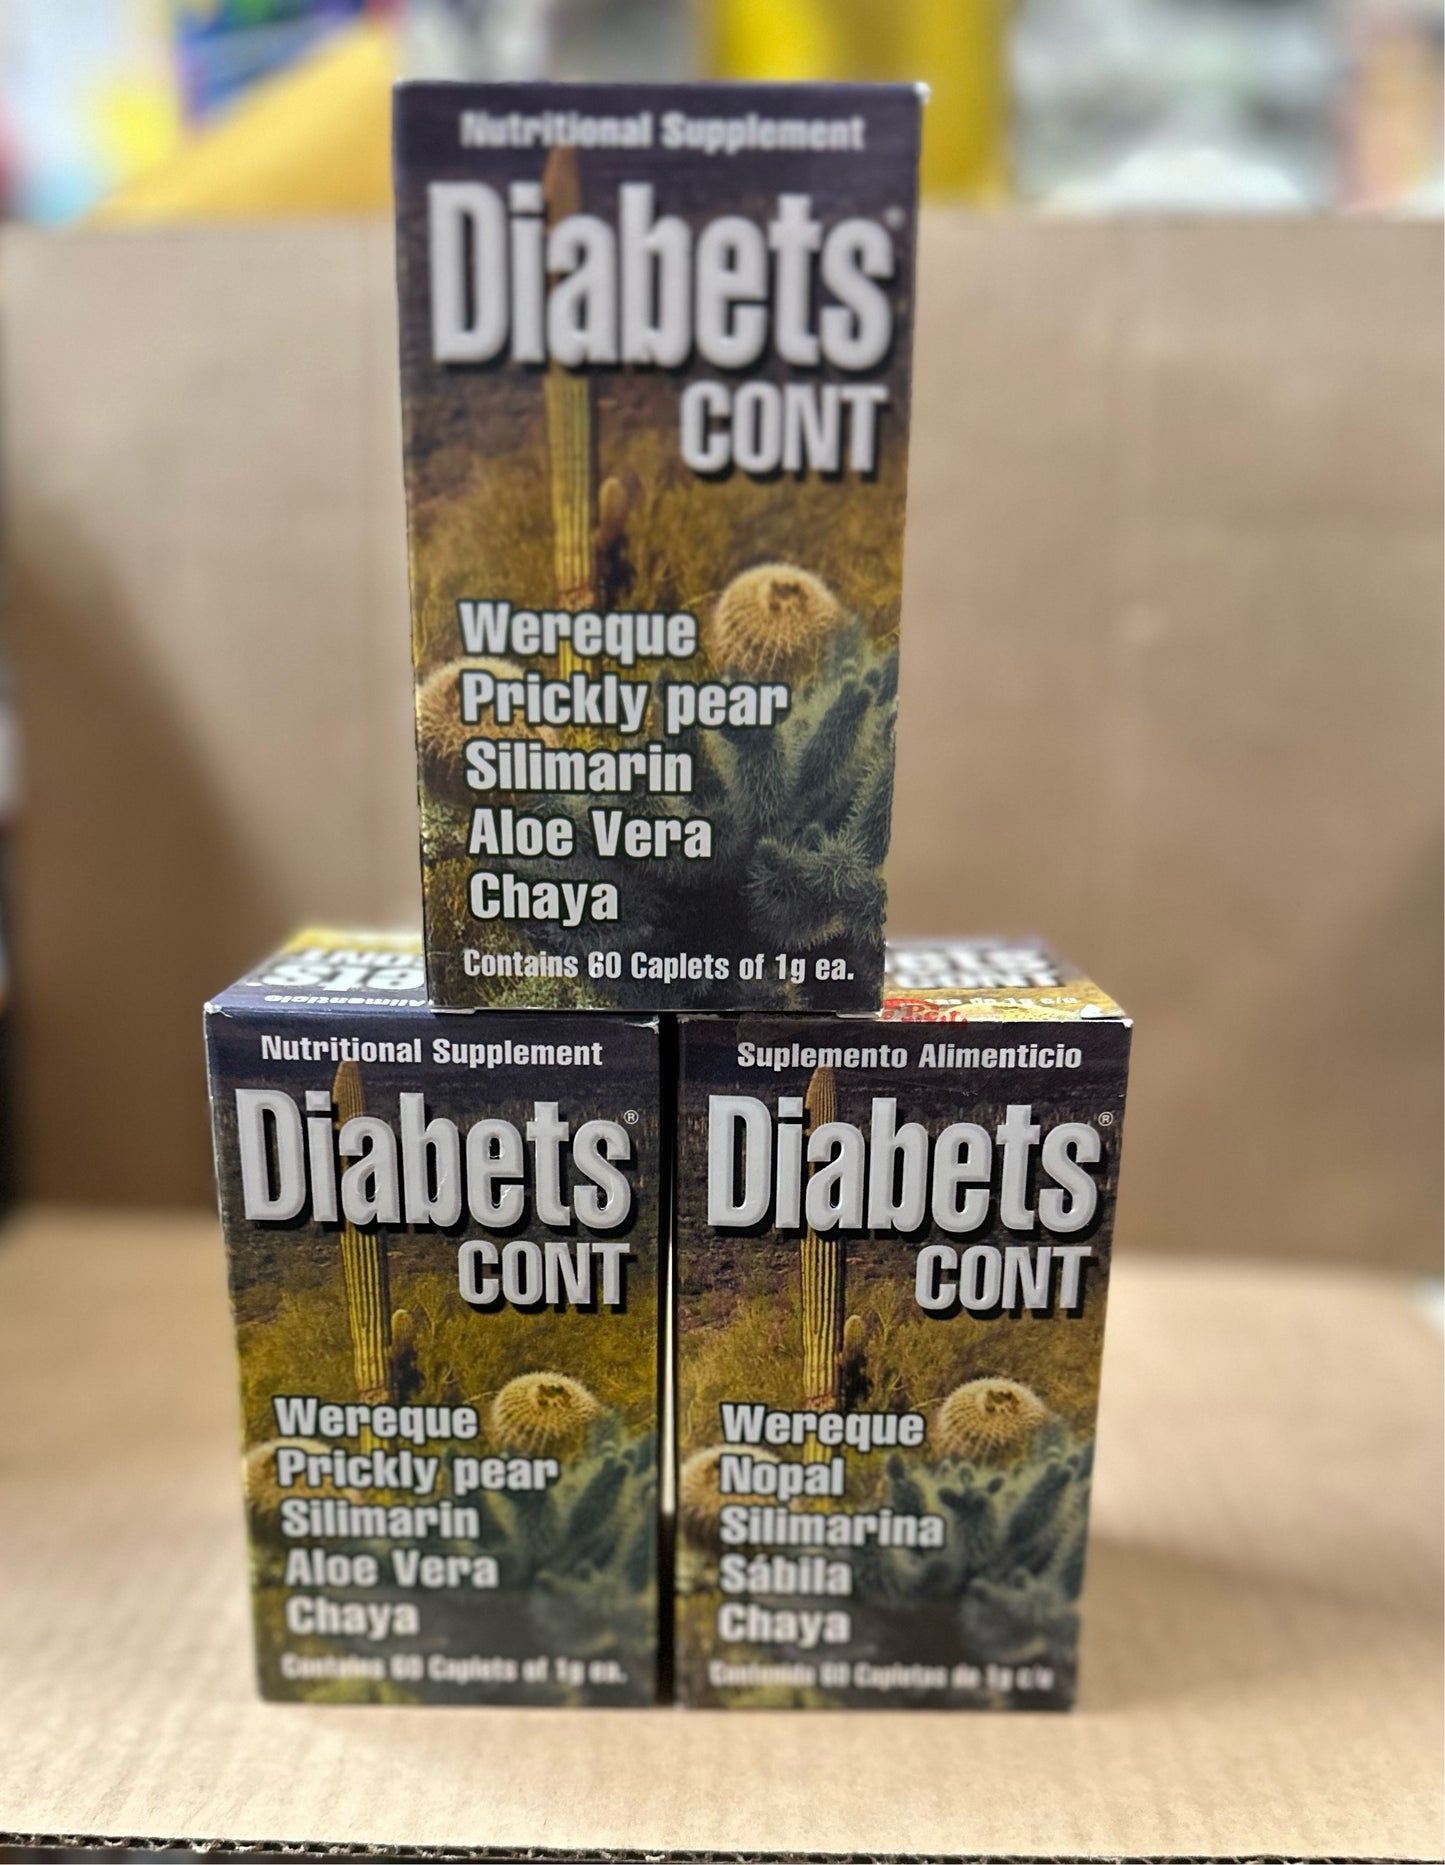 Nutritional Supplement
Diabets
CONT
Wereque
Prickly pear
Silimarin
Aloe Vera
Chaya
Contains 60 Caplets of 1g ea.
Nutritional Supplement
Diabets®
CONT
Wereque
Prickly pear
Silimarin
Aloe Vera
Chaya
Contains 60 Caplets of 1g ea.
Suplemento Alimenticio
Diabets®
CONT
Wereque
Nopal
Silimarina
Sábila
Chaya
Contenido 60 Capletas de 1g c/u